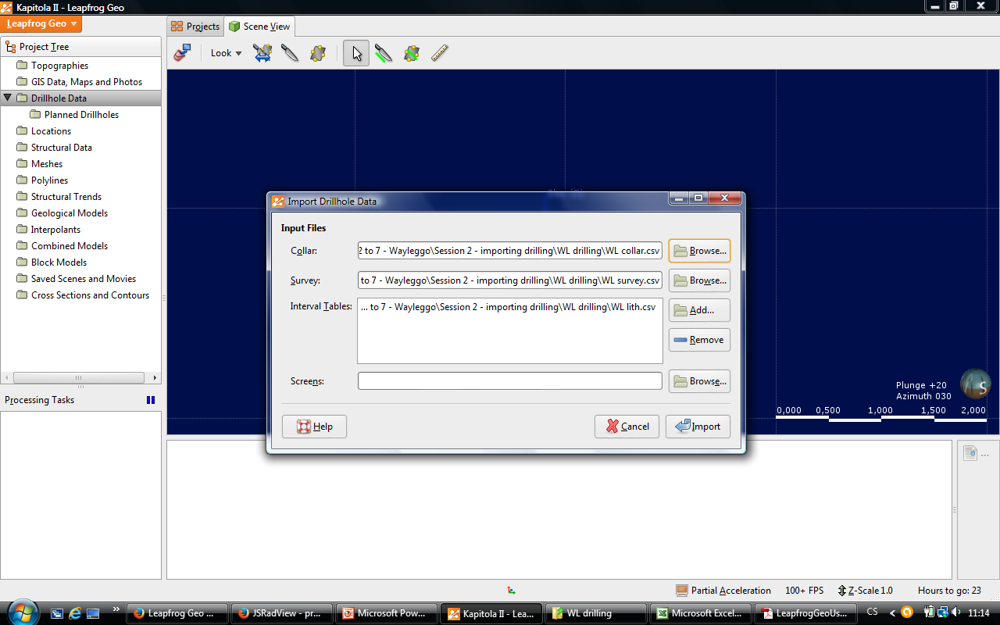 Kapitola II - Leapfrog Geo
Leapfrog Geo
Projects
Scene View
Project Tree
Look
Topographies
GIS Data, Maps and Photos
Drillhole Data
Planned Drillholes
Locations
Structural Data
Meshes
Polylines
Structural Trends
Geological Models
Interpolants
Combined Models
Block Models
Saved Scenes and Movies
Cross Sections and Contours
Processing Tasks
Import Drillhole Data
Input Files
Collar: 2 to 7 - Wayleggo\Session 2 - importing drilling\WL drilling\WL collar.csv Browse...
Survey: to 7 - Wayleggo\Session 2 - importing drilling\WL drilling\WL survey.csv Browse...
Interval Tables: ... to 7 - Wayleggo\Session 2 - importing drilling\WL drilling\WL lith.csv Add...
Remove
Screens: Browse...
Help Cancel Import
Plunge +20
Azimuth 030
S
0,000 0,500 1,000 1,500 2,000
...
Partial Acceleration 100+ FPS Z-Scale 1.0 Hours to go: 23
» Leapfrog Geo ... JSRadView - pr... Microsoft Pow... Kapitola II - Lea... WL drilling Microsoft Excel... LeapfrogGeoUs... CS 11:14